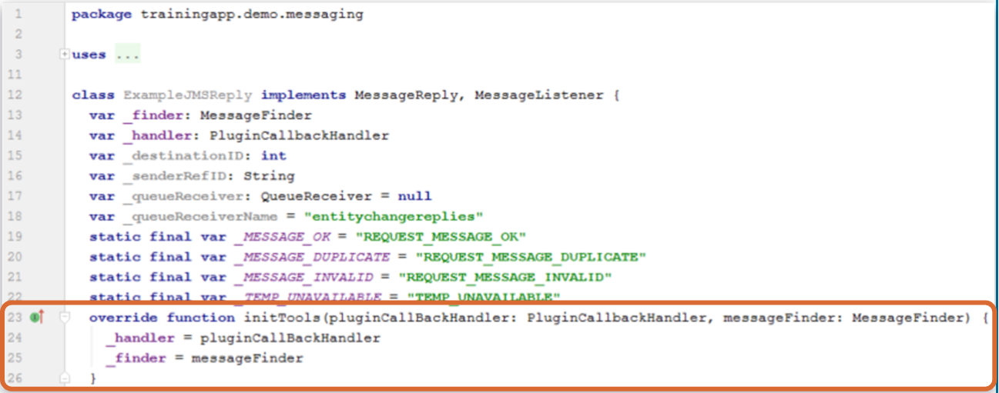 1 package trainingapp.demo.messaging
2
3 uses ...
11
12 class ExampleJMSReply implements MessageReply, MessageListener {
13 var _finder: MessageFinder
14 var _handler: PluginCallbackHandler
15 var _destinationID: int
16 var _senderRefID: String
17 var _queueReceiver: QueueReceiver = null
18 var _queueReceiverName = "entitychangereplies"
19 static final var _MESSAGE_OK = "REQUEST_MESSAGE_OK"
20 static final var _MESSAGE_DUPLICATE = "REQUEST_MESSAGE_DUPLICATE"
21 static final var _MESSAGE_INVALID = "REQUEST_MESSAGE_INVALID"
22 static final var _TEMP_UNAVAILABLE = "TEMP_UNAVAILABLE"
23 override function initTools(pluginCallBackHandler: PluginCallbackHandler, messageFinder: MessageFinder) {
24 _handler = pluginCallBackHandler
25 _finder = messageFinder
26 }